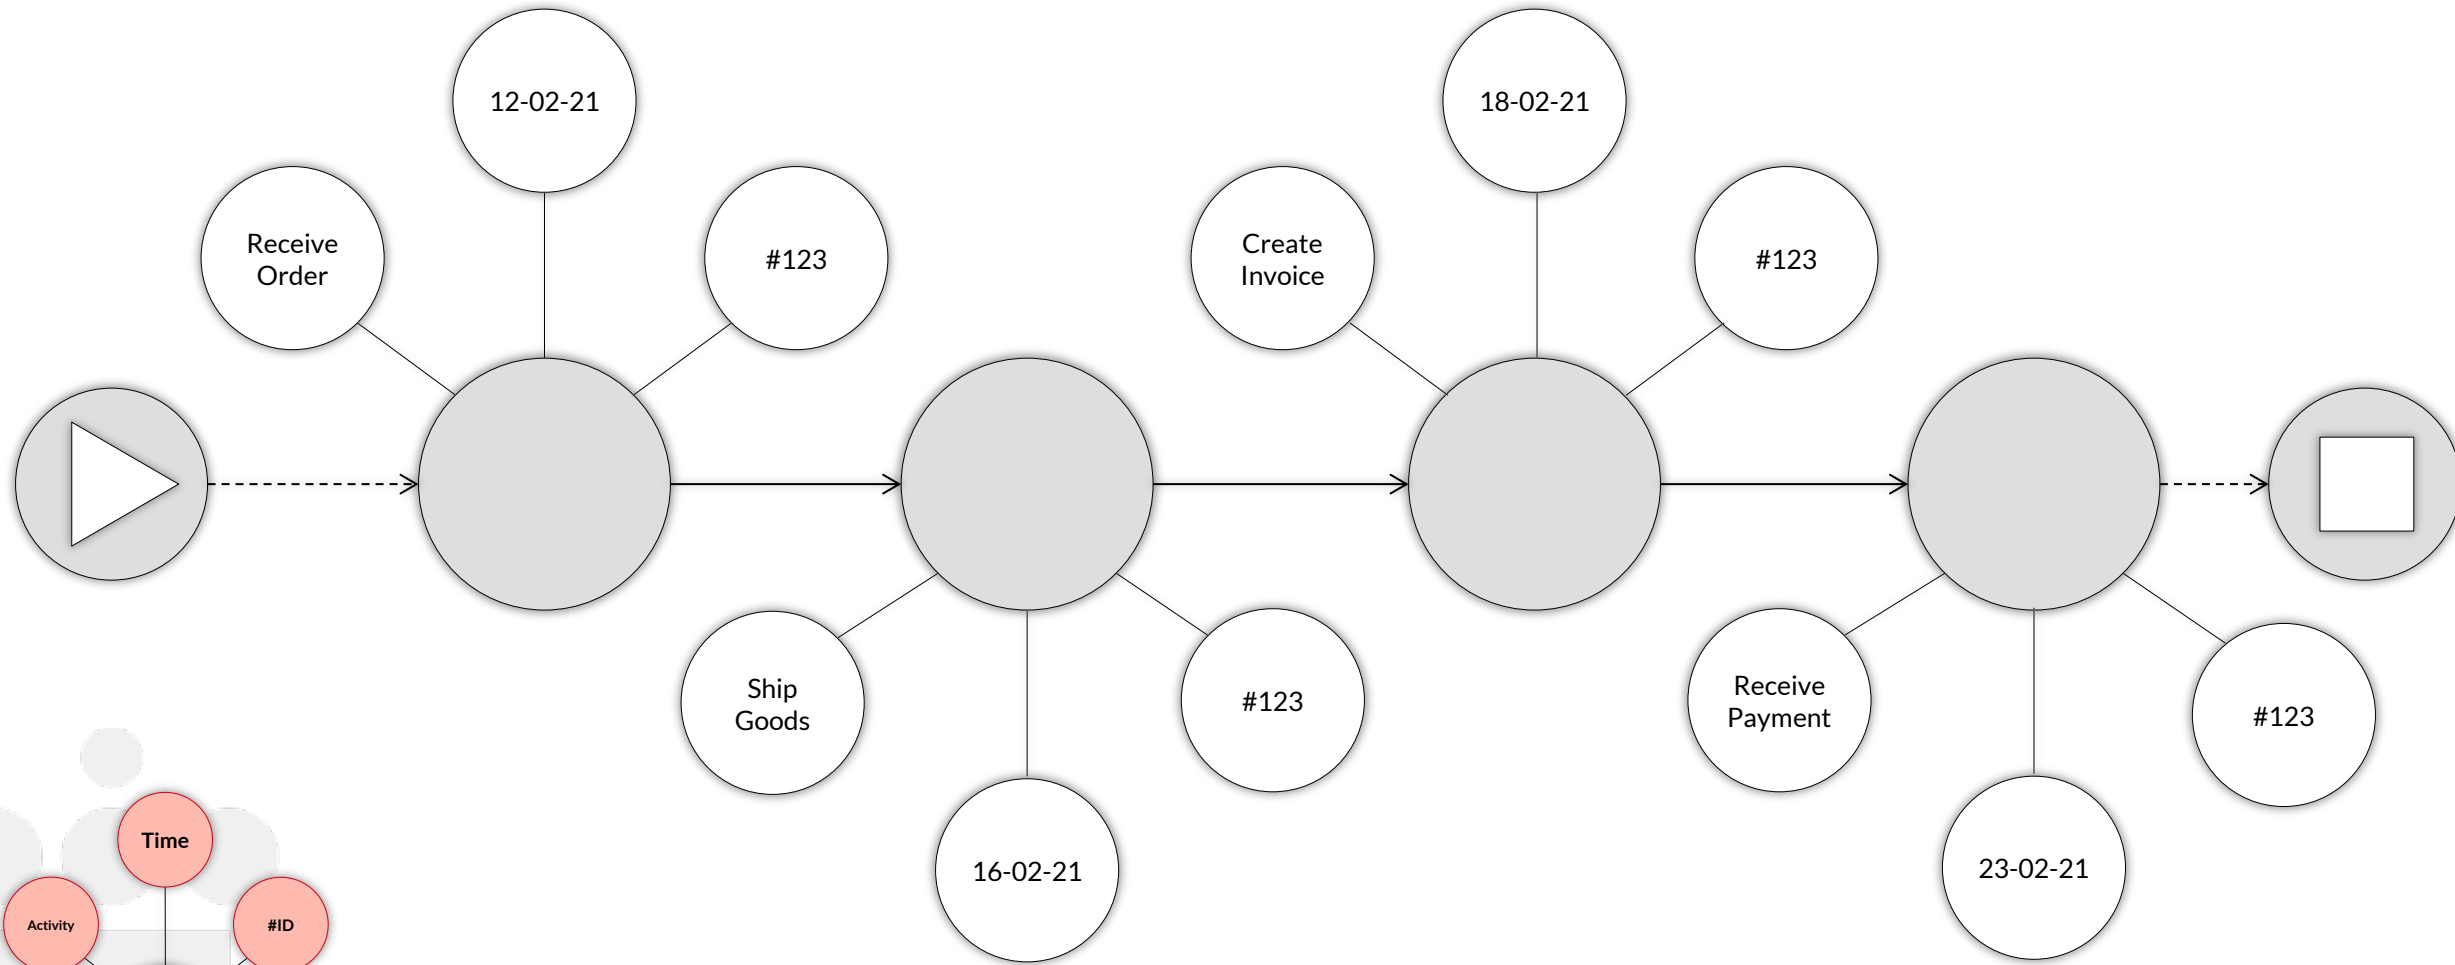 12-02-21
Receive
Order
#123
Ship
Goods
16-02-21
#123
18-02-21
Create
Invoice
#123
Receive
Payment
23-02-21
#123
Time
Activity
#ID